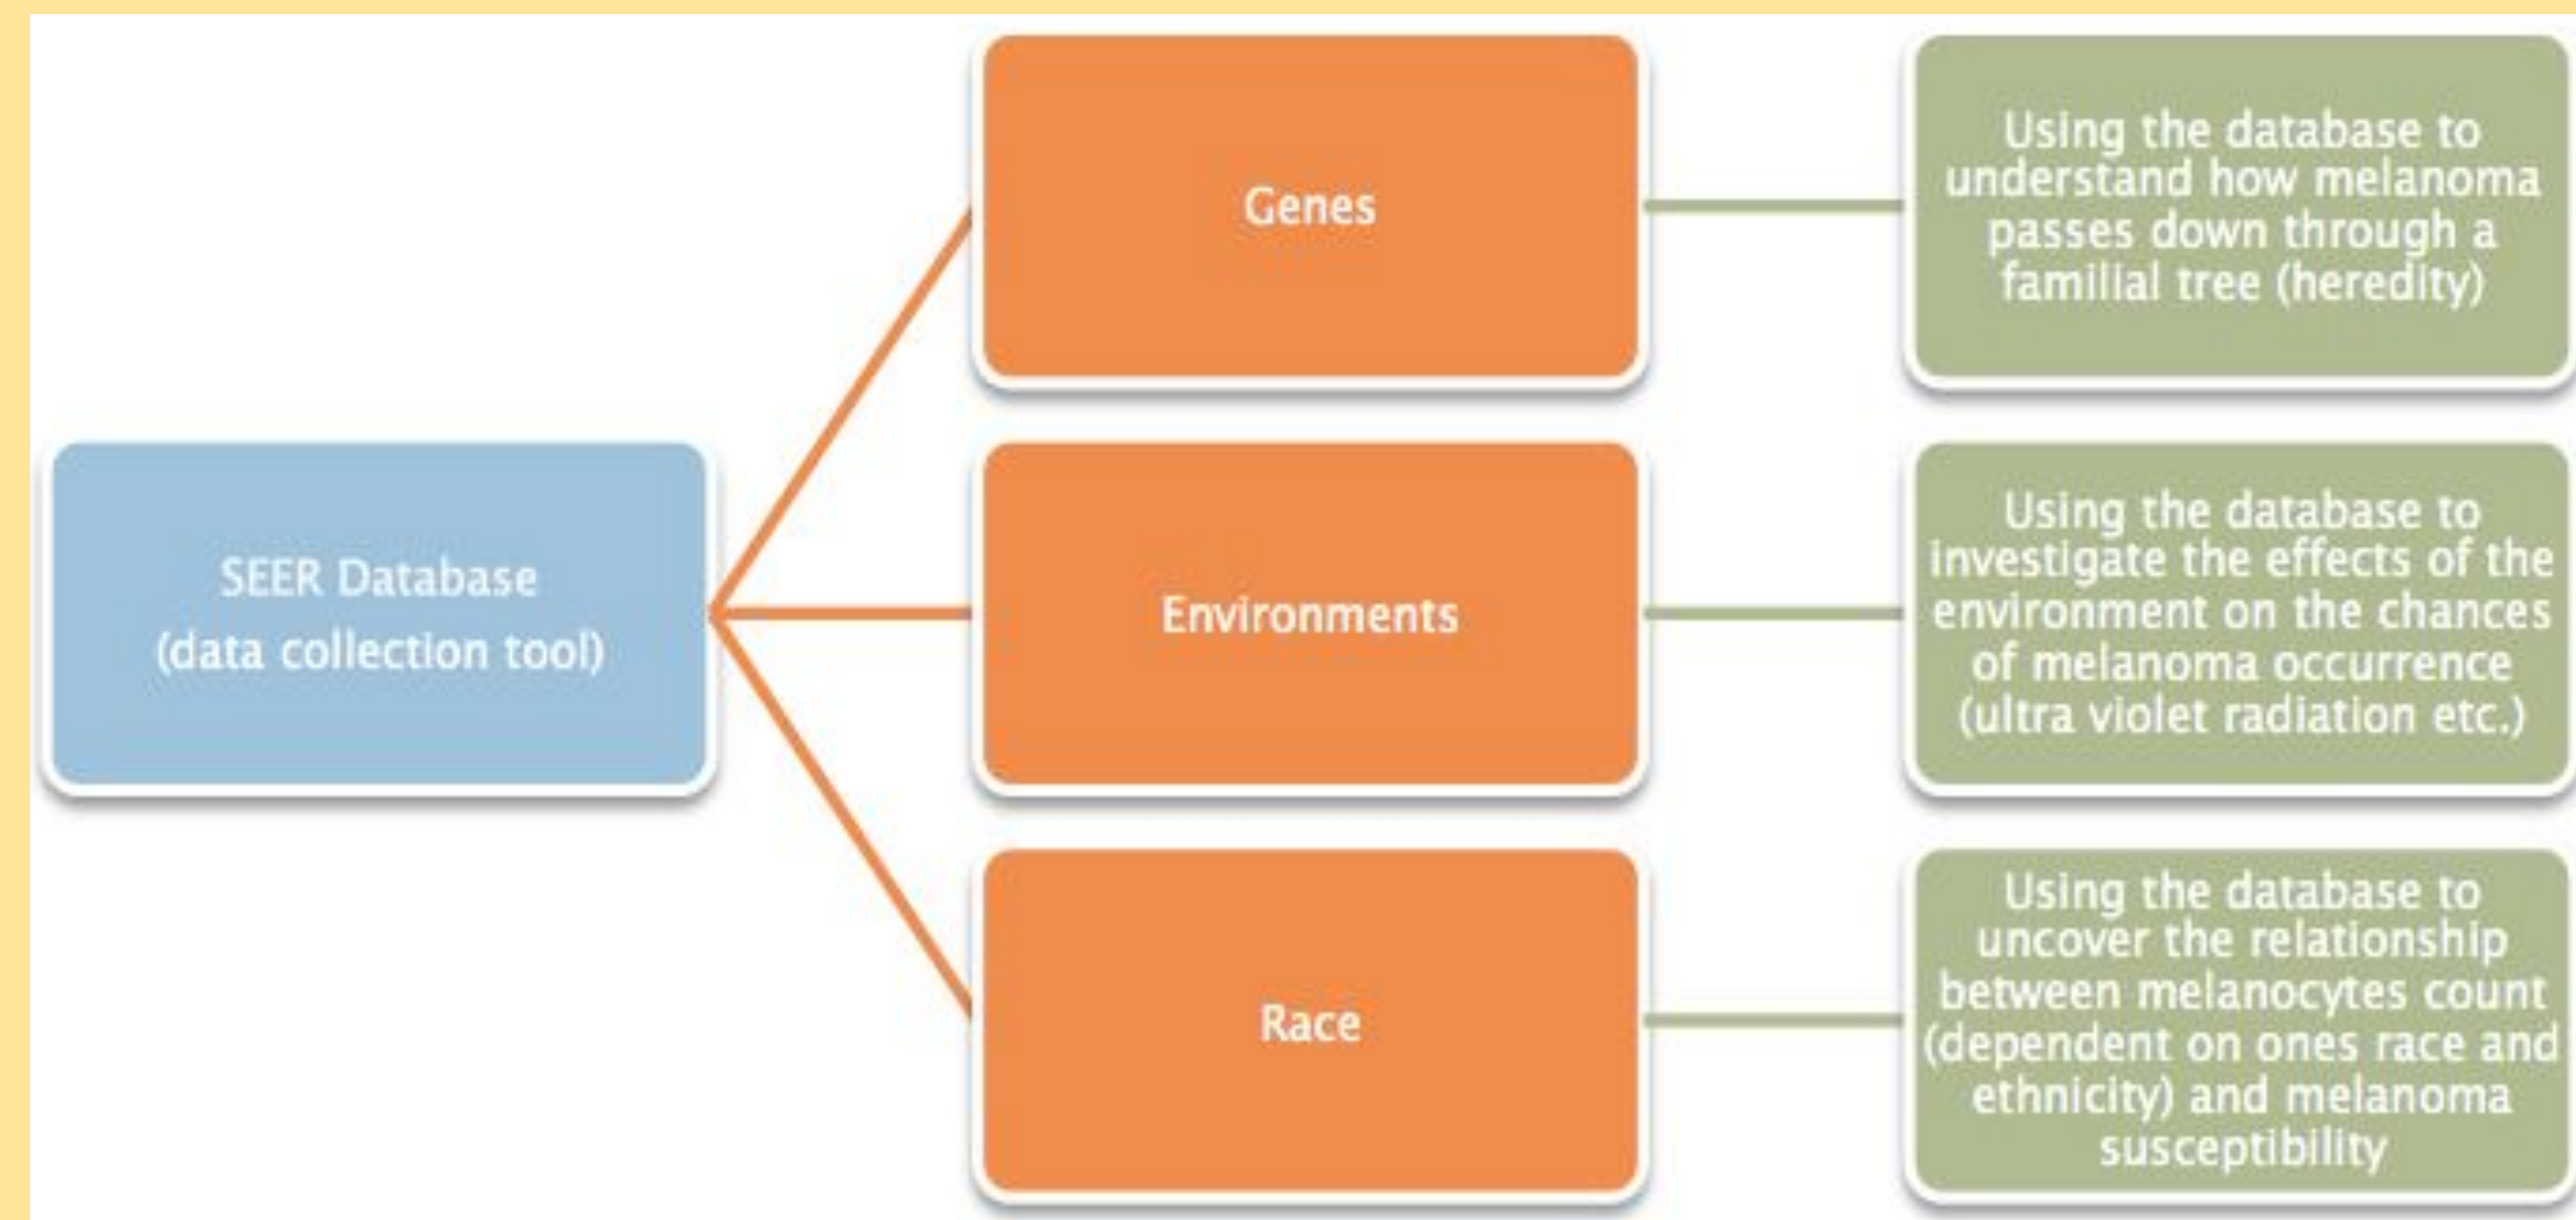 SEER Database
(data collection tool)
Genes
Using the database to
understand how melanoma
passes down through a
familial tree (heredity)
Environments
Using the database to
investigate the effects of the
environment on the chances
of melanoma occurrence
(ultra violet radiation etc.)
Race
Using the database to
uncover the relationship
between melanocytes count
(dependent on ones race and
ethnicity) and melanoma
susceptibility